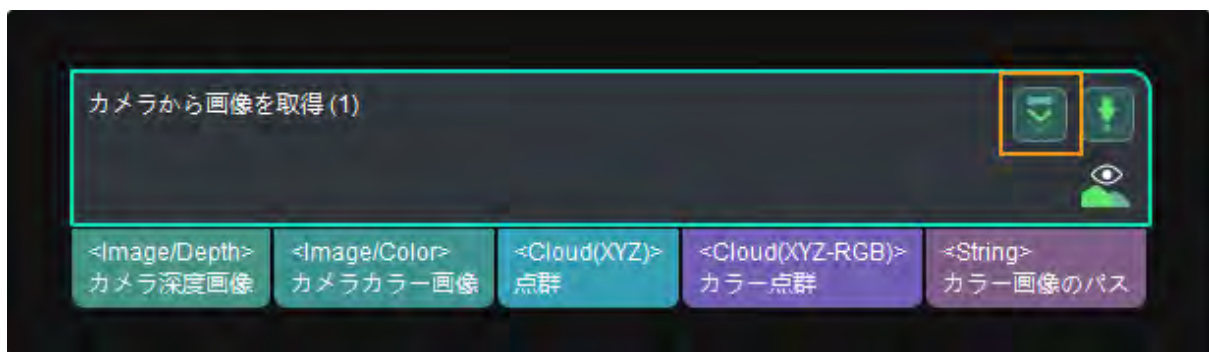 カメラから画像を取得 (1)
<Image/Depth> <Image/Color> <Cloud(XYZ)> <Cloud(XYZ-RGB)> <String>
カメラ深度画像 カメラカラー画像 点群 カラー点群 カラー画像のパス